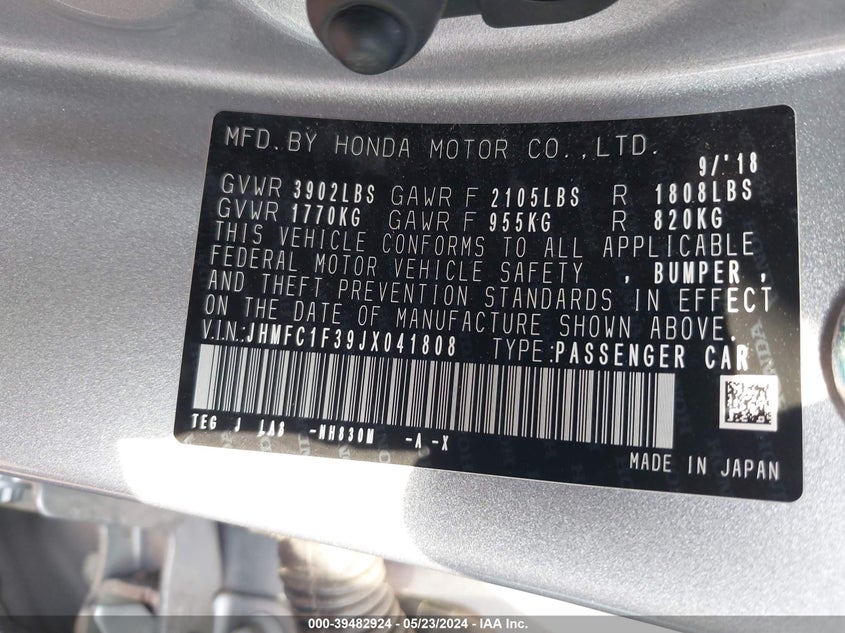 MFD. BY HONDA MOTOR CO., LTD.
9/'18
GVWR 3902LBS GAWR F 2105LBS R 1808LBS
GVWR 1770KG GAWR F 955KG R 820KG
THIS VEHICLE CONFORMS TO ALL APPLICABLE
FEDERAL MOTOR VEHICLE SAFETY , BUMPER ,
AND THEFT PREVENTION STANDARDS IN EFFECT
ON THE DATE OF MANUFACTURE SHOWN ABOVE.
V.I.N.:JHMFC1F39JX041808 TYPE:PASSENGER CAR
TEG J LA8 -NH830M -A -X
MADE IN JAPAN
000-39482924 - 05/23/2024 - IAA Inc.